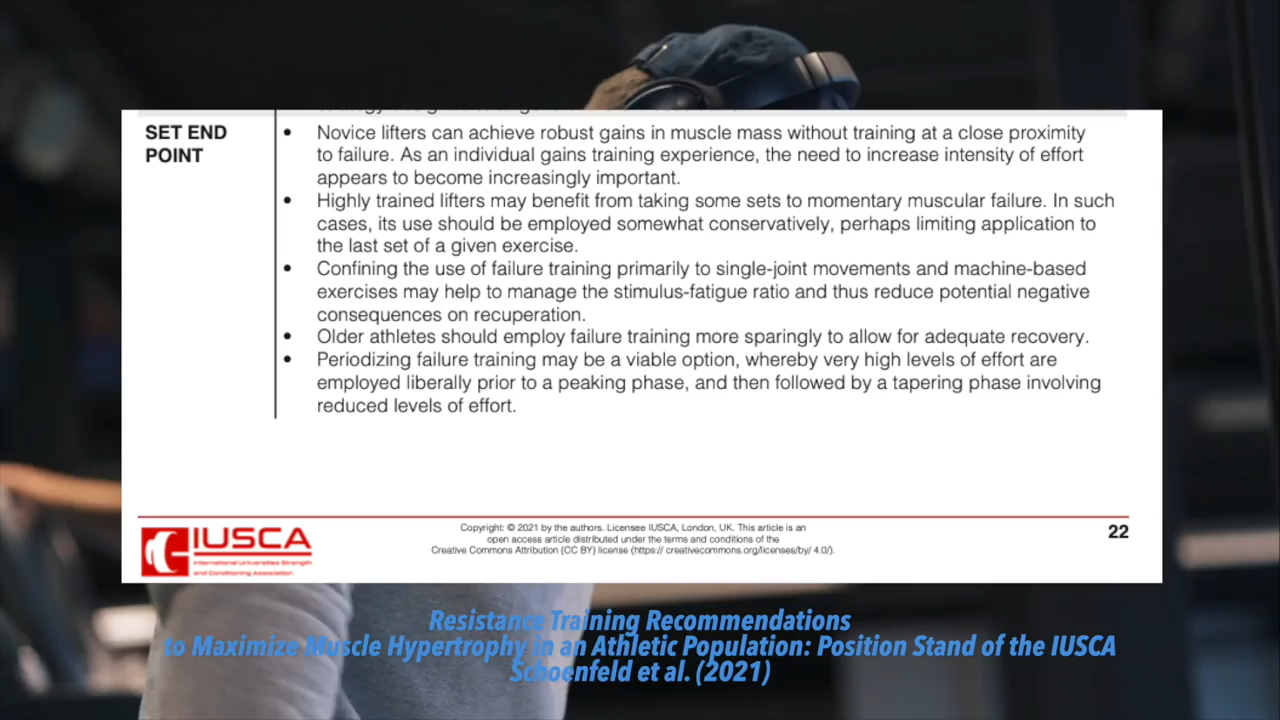 SET END
POINT
• Novice lifters can achieve robust gains in muscle mass without training at a close proximity
to failure. As an individual gains training experience, the need to increase intensity of effort
appears to become increasingly important.
• Highly trained lifters may benefit from taking some sets to momentary muscular failure. In such
cases, its use should be employed somewhat conservatively, perhaps limiting application to
the last set of a given exercise.
• Confining the use of failure training primarily to single-joint movements and machine-based
exercises may help to manage the stimulus-fatigue ratio and thus reduce potential negative
consequences on recuperation.
• Older athletes should employ failure training more sparingly to allow for adequate recovery.
• Periodizing failure training may be a viable option, whereby very high levels of effort are
employed liberally prior to a peaking phase, and then followed by a tapering phase involving
reduced levels of effort.
IUSCA
International Universities Strength
and Conditioning Association
Copyright: © 2021 by the authors. Licensee IUSCA, London, UK. This article is an
open access article distributed under the terms and conditions of the
Creative Commons Attribution (CC BY) license (https:// creativecommons.org/licenses/by/ 4.0/).
22
Resistance Training Recommendations
to Maximize Muscle Hypertrophy in an Athletic Population: Position Stand of the IUSCA
Schoenfeld et al. (2021)